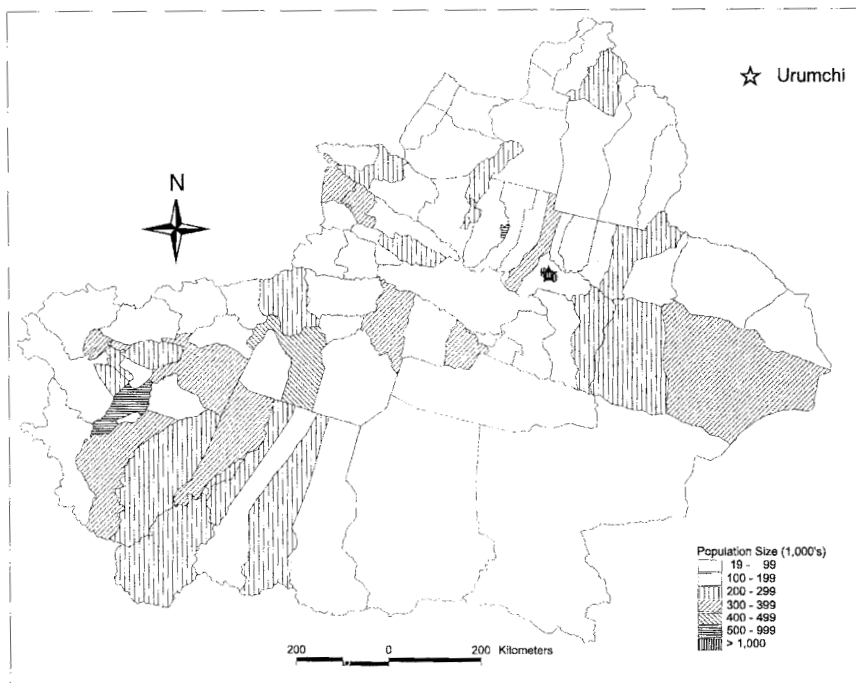 Urumchi
N
Population Size (1,000's)
19 - 99
100 - 199
200 - 299
300 - 399
400 - 499
500 - 999
> 1,000
200 0 200 Kilometers